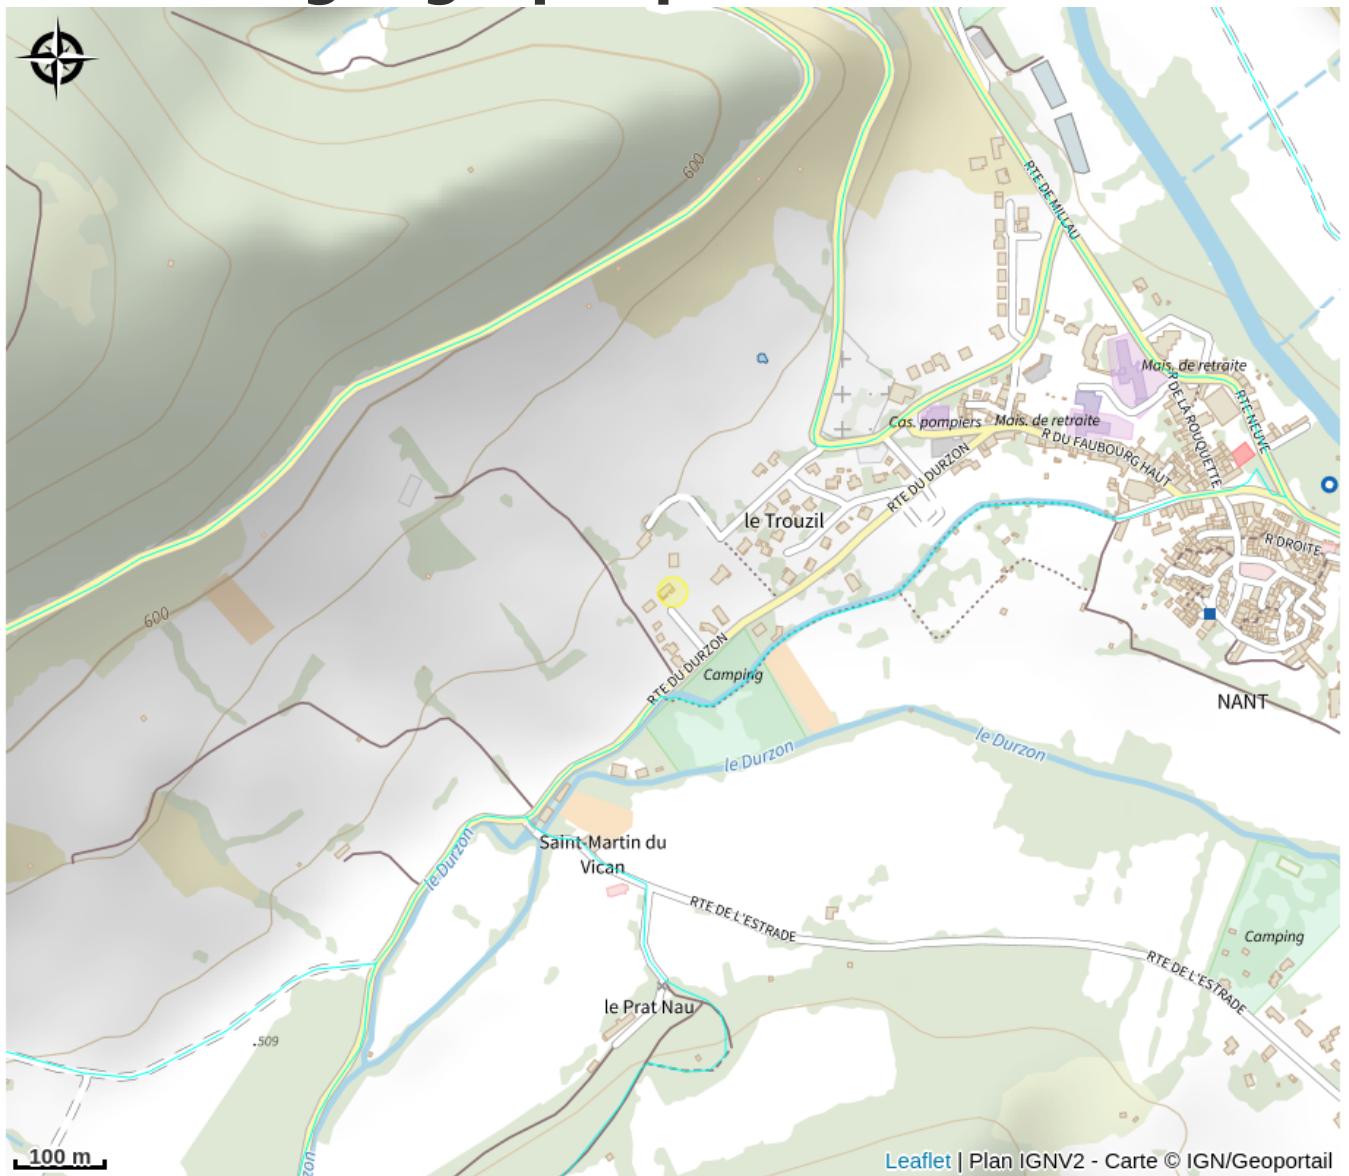 600
RTE DE MILLAU
Mais. de retraite
R DE LA ROUQUETTE
RTE NEUVE
Cas. pompiers
Mais. de retraite
R DU FAUBOURG HAUT
RTE DU DURZON
le Trouzil
R DROITE
600
RTE DU DURZON
Camping
NANT
le Durzon
le Durzon
Saint-Martin du
Vican
le Durzon
RTE DE L'ESTRADE
Camping
RTE DE L'ESTRADE
le Prat Nau
.509
100 m
Leaflet | Plan IGNV2 - Carte © IGN/Geoportail